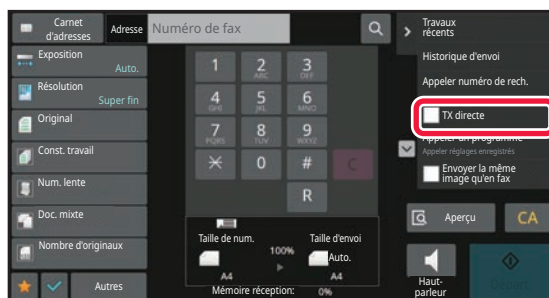 Carnet
d'adresses
Adresse
Numéro de fax
Travaux
récents
Exposition
Auto.
Résolution
Super fin
Original
Const. travail
Num. lente
Doc. mixte
Nombre d'originaux
Autres
1
2
ABC
3
DEF
4
GHI
5
JKL
6
MNO
7
PQRS
8
TUV
9
WXYZ
0
#
C
R
Taille de num.
100%
Taille d'envoi
Auto.
A4
A4
Mémoire réception: 0%
Historique d'envoi
Appeler numéro de rech.
TX directe
Appeler un programme
Appeler réglages enregistrés
Envoyer la même
image qu'en fax
Aperçu
CA
Haut-
parleur
Départ